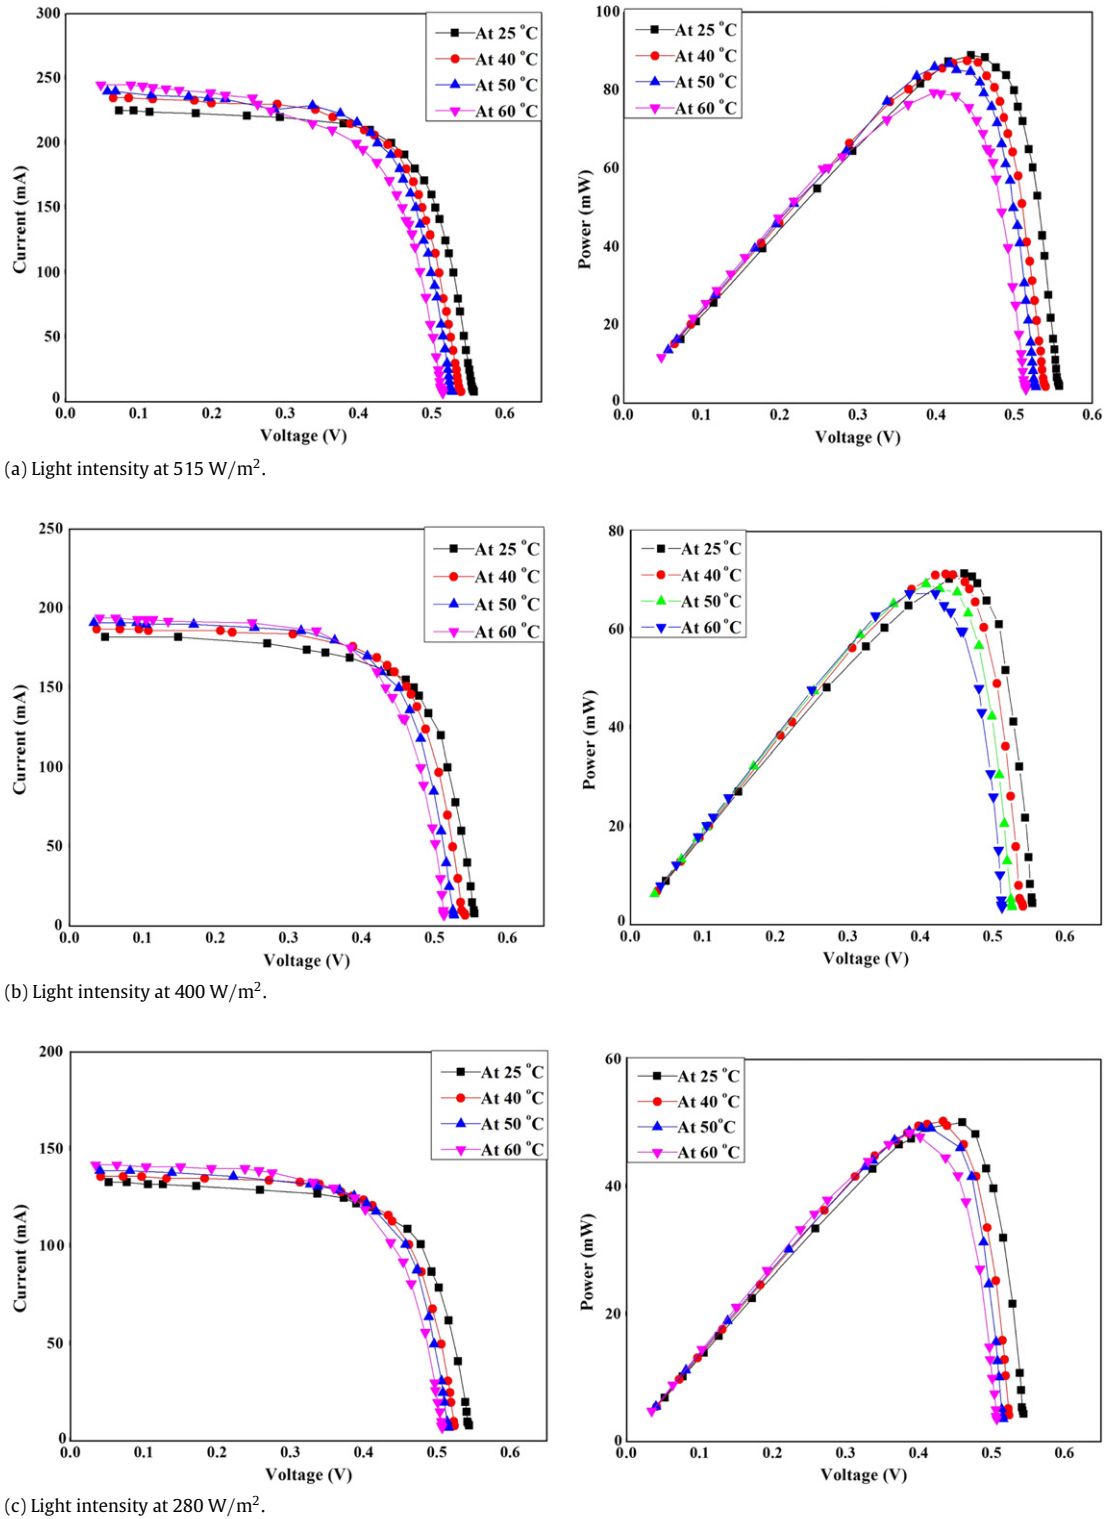 300
250
200
150
100
50
0
0.0 0.1 0.2 0.3 0.4 0.5 0.6
Current (mA)
Voltage (V)
At 25 °C
At 40 °C
At 50 °C
At 60 °C
100
80
60
40
20
0
0.0 0.1 0.2 0.3 0.4 0.5 0.6
Power (mW)
Voltage (V)
At 25 °C
At 40 °C
At 50 °C
At 60 °C
(a) Light intensity at 515 W/m².
250
200
150
100
50
0
0.0 0.1 0.2 0.3 0.4 0.5 0.6
Current (mA)
Voltage (V)
At 25 °C
At 40 °C
At 50 °C
At 60 °C
80
60
40
20
0
0.0 0.1 0.2 0.3 0.4 0.5 0.6
Power (mW)
Voltage (V)
At 25 °C
At 40 °C
At 50 °C
At 60 °C
(b) Light intensity at 400 W/m².
200
150
100
50
0
0.0 0.1 0.2 0.3 0.4 0.5 0.6
Current (mA)
Voltage (V)
At 25 °C
At 40 °C
At 50 °C
At 60 °C
60
40
20
0
0.0 0.1 0.2 0.3 0.4 0.5 0.6
Power (mW)
Voltage (V)
At 25 °C
At 40 °C
At 50°C
At 60 °C
(c) Light intensity at 280 W/m².